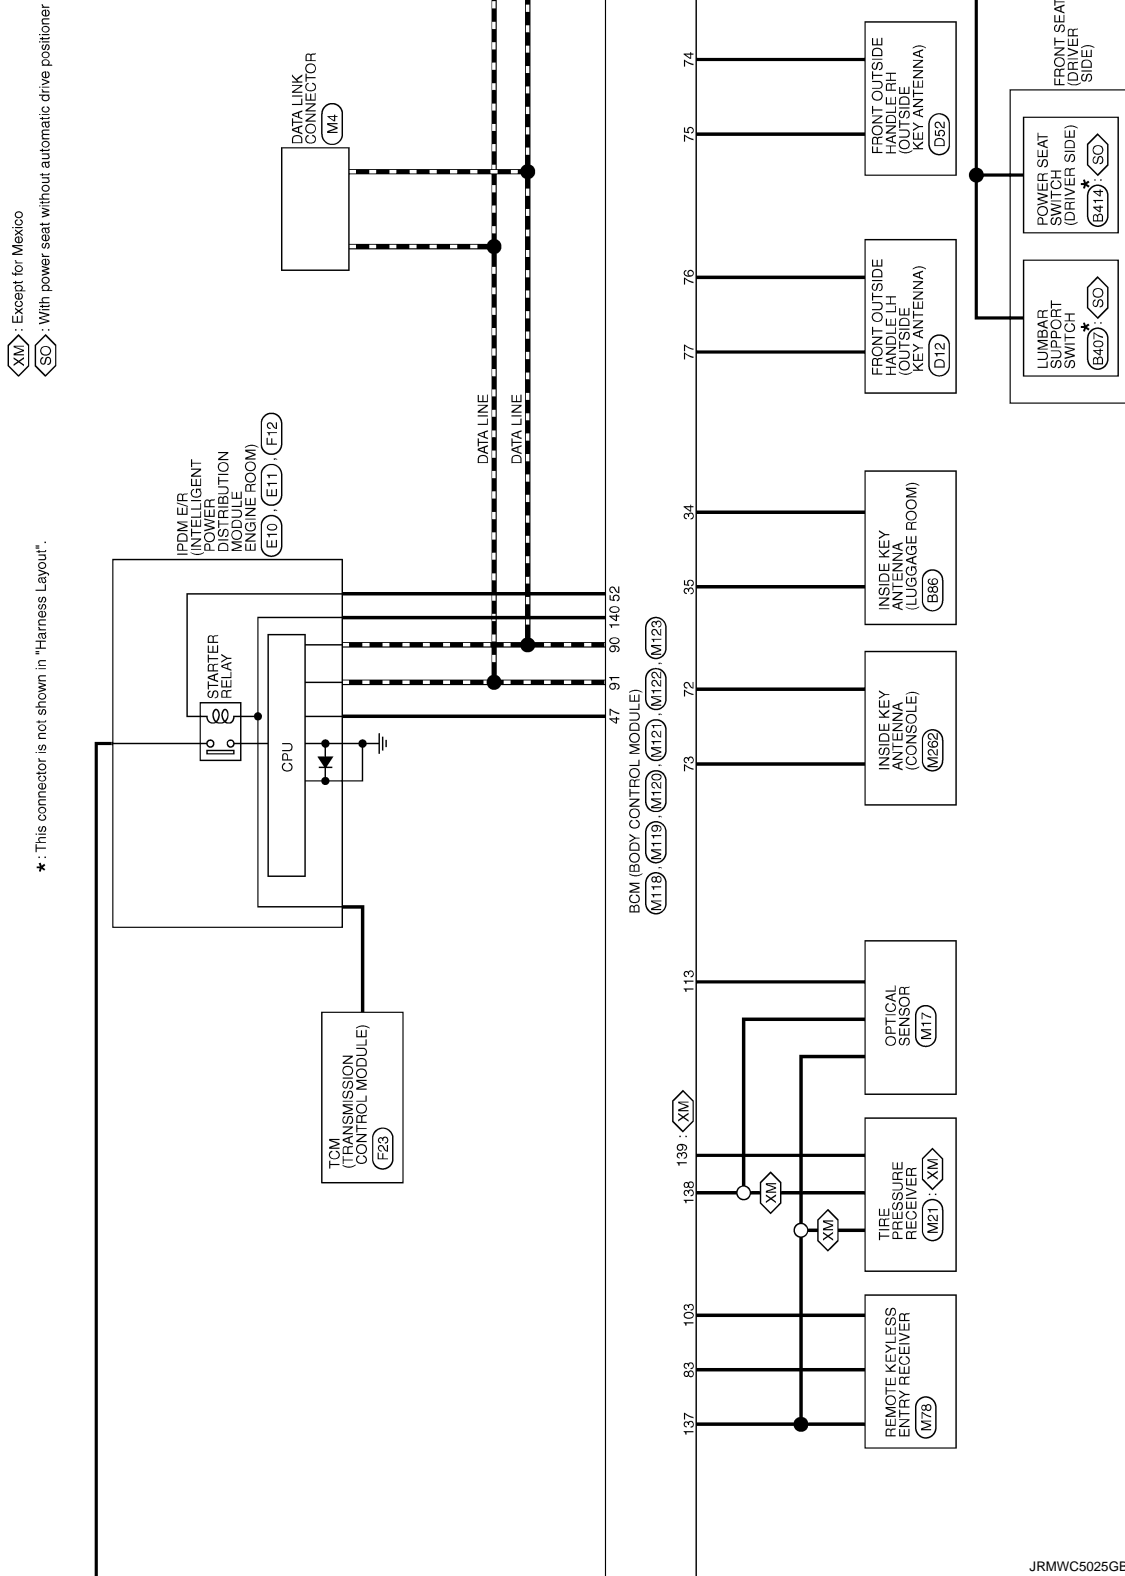 XM : Except for Mexico
SO : With power seat without automatic drive positioner
* : This connector is not shown in "Harness Layout".
IPDM E/R
(INTELLIGENT
POWER
DISTRIBUTION
MODULE
ENGINE ROOM)
E10 , E11 , F12
STARTER
RELAY
CPU
TCM
(TRANSMISSION
CONTROL MODULE)
F23
DATA LINK
CONNECTOR
M4
DATA LINE
DATA LINE
47
91
90
140
52
BCM (BODY CONTROL MODULE)
M118 , M119 , M120 , M121 , M122 , M123
137
83
103
138
139 : XM
113
73
72
35
34
77
76
75
74
XM
XM
REMOTE KEYLESS
ENTRY RECEIVER
M78
TIRE
PRESSURE
RECEIVER
M21 : XM
OPTICAL
SENSOR
M17
INSIDE KEY
ANTENNA
(CONSOLE)
M262
INSIDE KEY
ANTENNA
(LUGGAGE ROOM)
B86
FRONT OUTSIDE
HANDLE LH
(OUTSIDE
KEY ANTENNA)
D12
FRONT OUTSIDE
HANDLE RH
(OUTSIDE
KEY ANTENNA)
D52
LUMBAR
SUPPORT
SWITCH
B407 * : SO
POWER SEAT
SWITCH
(DRIVER SIDE)
B414 * : SO
FRONT SEAT
(DRIVER
SIDE)
JRMWC5025GB